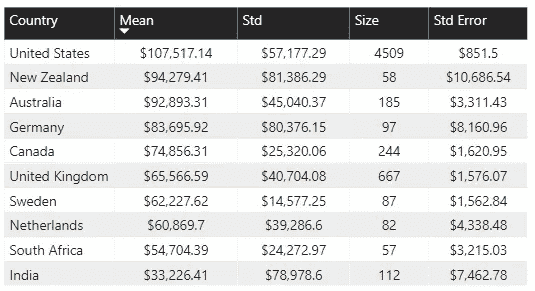 Country Mean Std Size Std Error
United States $107,517.14 $57,177.29 4509 $851.5
New Zealand $94,279.41 $81,386.29 58 $10,686.54
Australia $92,893.31 $45,040.37 185 $3,311.43
Germany $83,695.92 $80,376.15 97 $8,160.96
Canada $74,856.31 $25,320.06 244 $1,620.95
United Kingdom $65,566.59 $40,704.08 667 $1,576.07
Sweden $62,227.62 $14,577.25 87 $1,562.84
Netherlands $60,869.7 $39,286.6 82 $4,338.48
South Africa $54,704.39 $24,272.97 57 $3,215.03
India $33,226.41 $78,978.6 112 $7,462.78